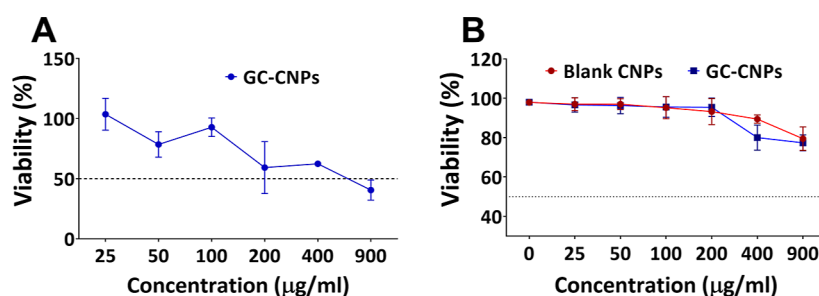 A
GC-CNPs
150
100
50
0
Viability (%)
25 50 100 200 400 900
Concentration (μg/ml)
B
Blank CNPs GC-CNPs
120
100
80
60
40
Viability (%)
0 25 50 100 200 400 900
Concentration (μg/ml)